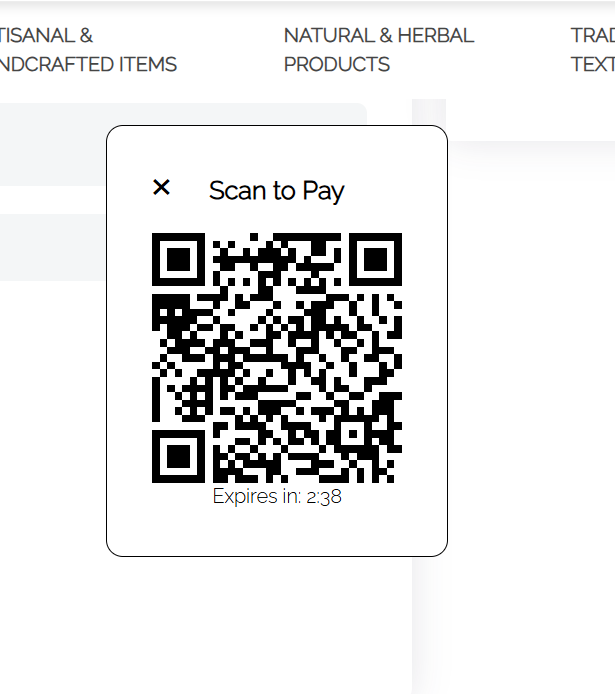 TISANAL &
NDCRAFTED ITEMS
NATURAL & HERBAL
PRODUCTS
TRAD
TEXT
Scan to Pay
Expires in: 2:38